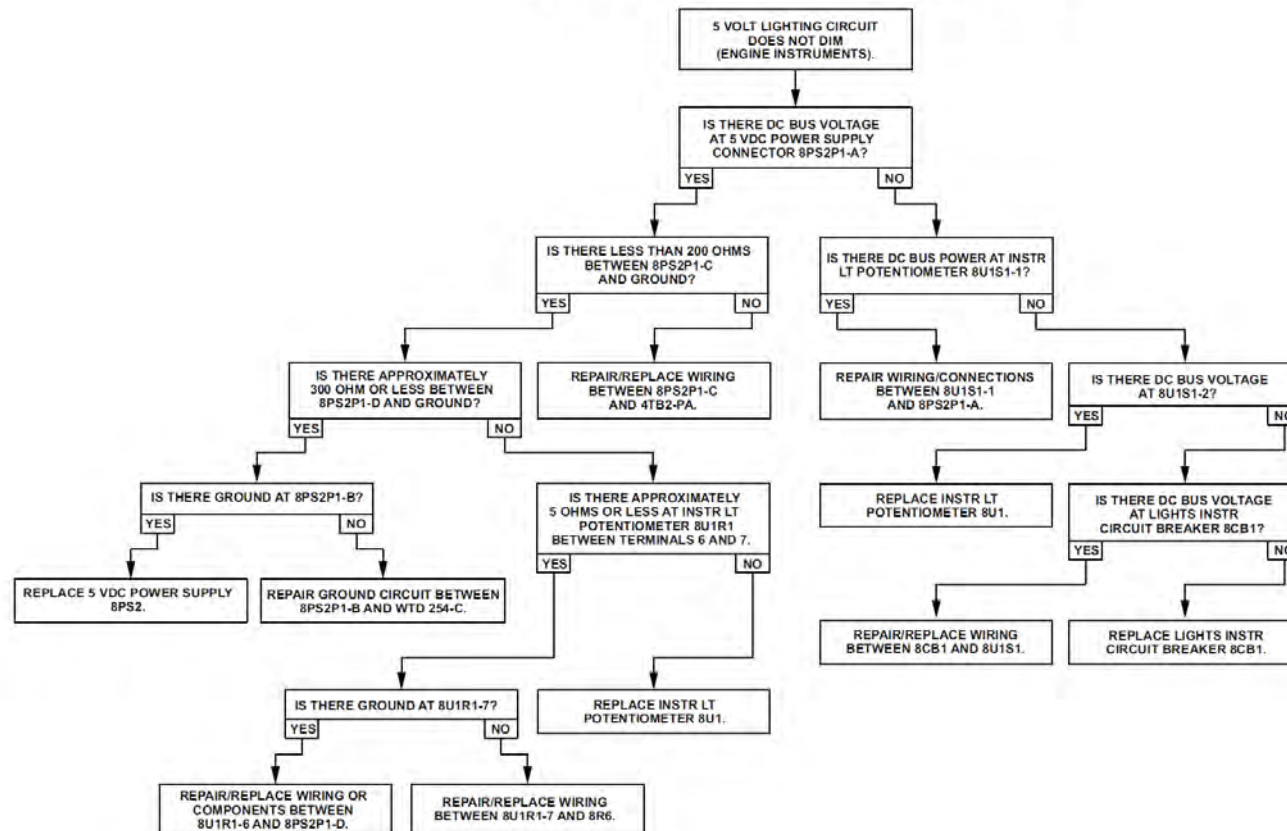 5 VOLT LIGHTING CIRCUIT
DOES NOT DIM
(ENGINE INSTRUMENTS).
IS THERE DC BUS VOLTAGE
AT 5 VDC POWER SUPPLY
CONNECTOR 8PS2P1-A?
YES
NO
IS THERE LESS THAN 200 OHMS
BETWEEN 8PS2P1-C
AND GROUND?
YES
NO
IS THERE DC BUS POWER AT INSTR
LT POTENTIOMETER 8U1S1-1?
YES
NO
IS THERE APPROXIMATELY
300 OHM OR LESS BETWEEN
8PS2P1-D AND GROUND?
YES
NO
REPAIR/REPLACE WIRING
BETWEEN 8PS2P1-C
AND 4TB2-PA.
REPAIR WIRING/CONNECTIONS
BETWEEN 8U1S1-1
AND 8PS2P1-A.
IS THERE DC BUS VOLTAGE
AT 8U1S1-2?
YES
NO
IS THERE GROUND AT 8PS2P1-B?
YES
NO
IS THERE APPROXIMATELY
5 OHMS OR LESS AT INSTR LT
POTENTIOMETER 8U1R1
BETWEEN TERMINALS 6 AND 7.
YES
NO
REPLACE INSTR LT
POTENTIOMETER 8U1.
IS THERE DC BUS VOLTAGE
AT LIGHTS INSTR
CIRCUIT BREAKER 8CB1?
YES
NO
REPLACE 5 VDC POWER SUPPLY
8PS2.
REPAIR GROUND CIRCUIT BETWEEN
8PS2P1-B AND WTD 254-C.
REPAIR/REPLACE WIRING
BETWEEN 8CB1 AND 8U1S1.
REPLACE LIGHTS INSTR
CIRCUIT BREAKER 8CB1.
IS THERE GROUND AT 8U1R1-7?
YES
NO
REPLACE INSTR LT
POTENTIOMETER 8U1.
REPAIR/REPLACE WIRING OR
COMPONENTS BETWEEN
8U1R1-6 AND 8PS2P1-D.
REPAIR/REPLACE WIRING
BETWEEN 8U1R1-7 AND 8R6.